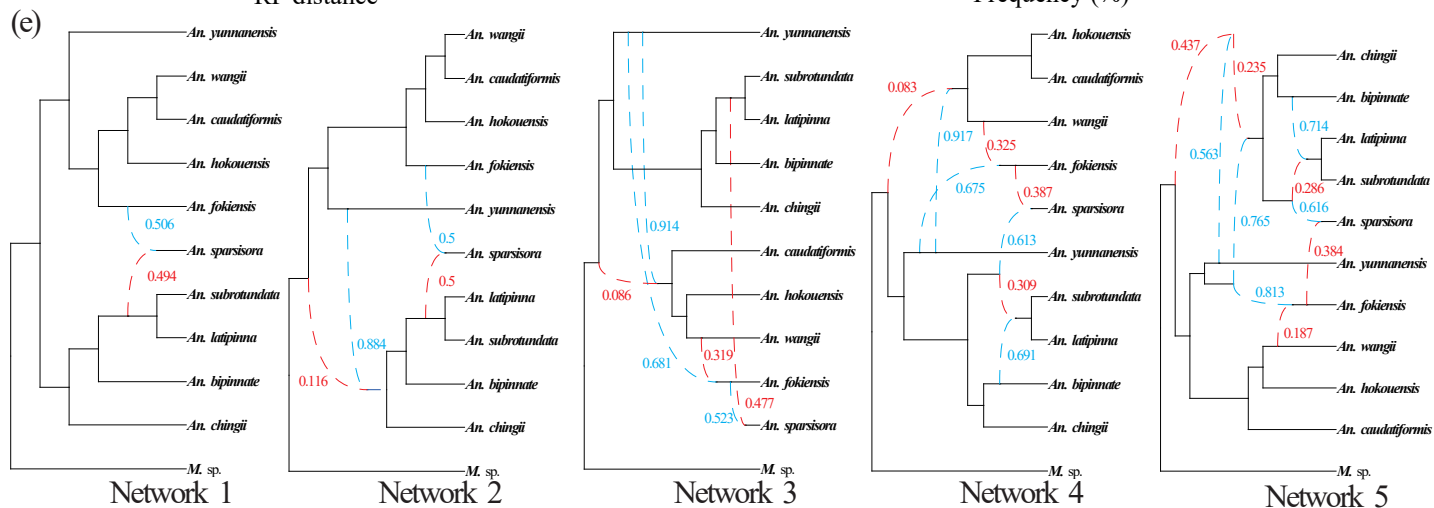 RF distance
Frequency (%)
(e)
An. yunnanensis
An. wangii
An. caudatiformis
An. hokouensis
An. fokiensis
0.506
An. sparsisora
0.494
An. subrotundata
An. latipinna
An. bipinnate
An. chingii
M. sp.
Network 1
An. wangii
An. caudatiformis
An. hokouensis
An. fokiensis
An. yunnanensis
0.5
An. sparsisora
0.5
An. latipinna
0.884
An. subrotundata
0.116
An. bipinnate
An. chingii
M. sp.
Network 2
An. yunnanensis
An. subrotundata
An. latipinna
An. bipinnate
An. chingii
0.914
An. caudatiformis
0.086
An. hokouensis
An. wangii
0.319
0.681
An. fokiensis
0.477
0.523
An. sparsisora
M. sp.
Network 3
An. hokouensis
0.083
An. caudatiformis
0.917
An. wangii
0.325
An. fokiensis
0.675
0.387
An. sparsisora
0.613
An. yunnanensis
0.309
An. subrotundata
An. latipinna
0.691
An. bipinnate
An. chingii
M. sp.
Network 4
0.437
An. chingii
0.235
An. bipinnate
0.714
An. latipinna
0.563
An. subrotundata
0.286
0.616
An. sparsisora
0.765
0.384
An. yunnanensis
0.813
An. fokiensis
0.187
An. wangii
An. hokouensis
An. caudatiformis
M. sp.
Network 5